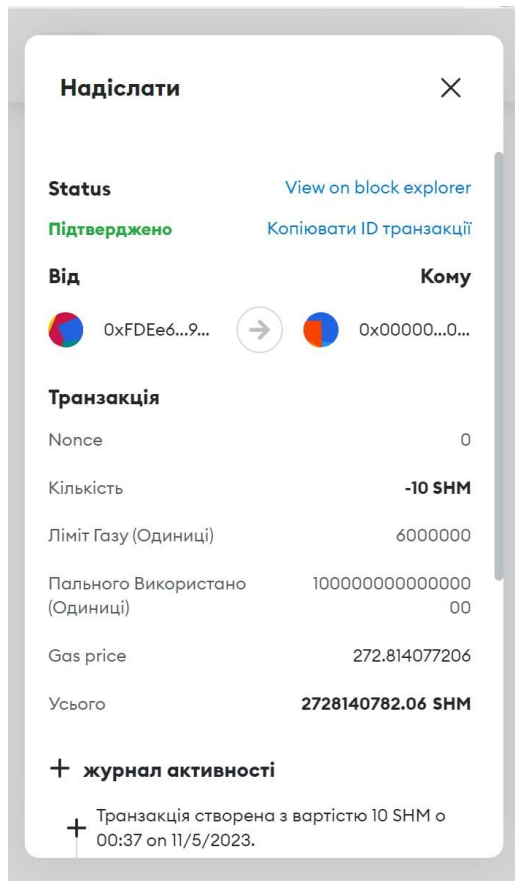 Надіслати
Status View on block explorer
Підтверджено Копіювати ID транзакції
Від Кому
0xFDEe6...9... 0x00000...0...
Транзакція
Nonce 0
Кількість -10 SHM
Ліміт Газу (Одиниці) 6000000
Пального Використано 100000000000000
(Одиниці) 00
Gas price 272.814077206
Усього 2728140782.06 SHM
+ журнал активності
+ Транзакція створена з вартістю 10 SHM о
00:37 on 11/5/2023.